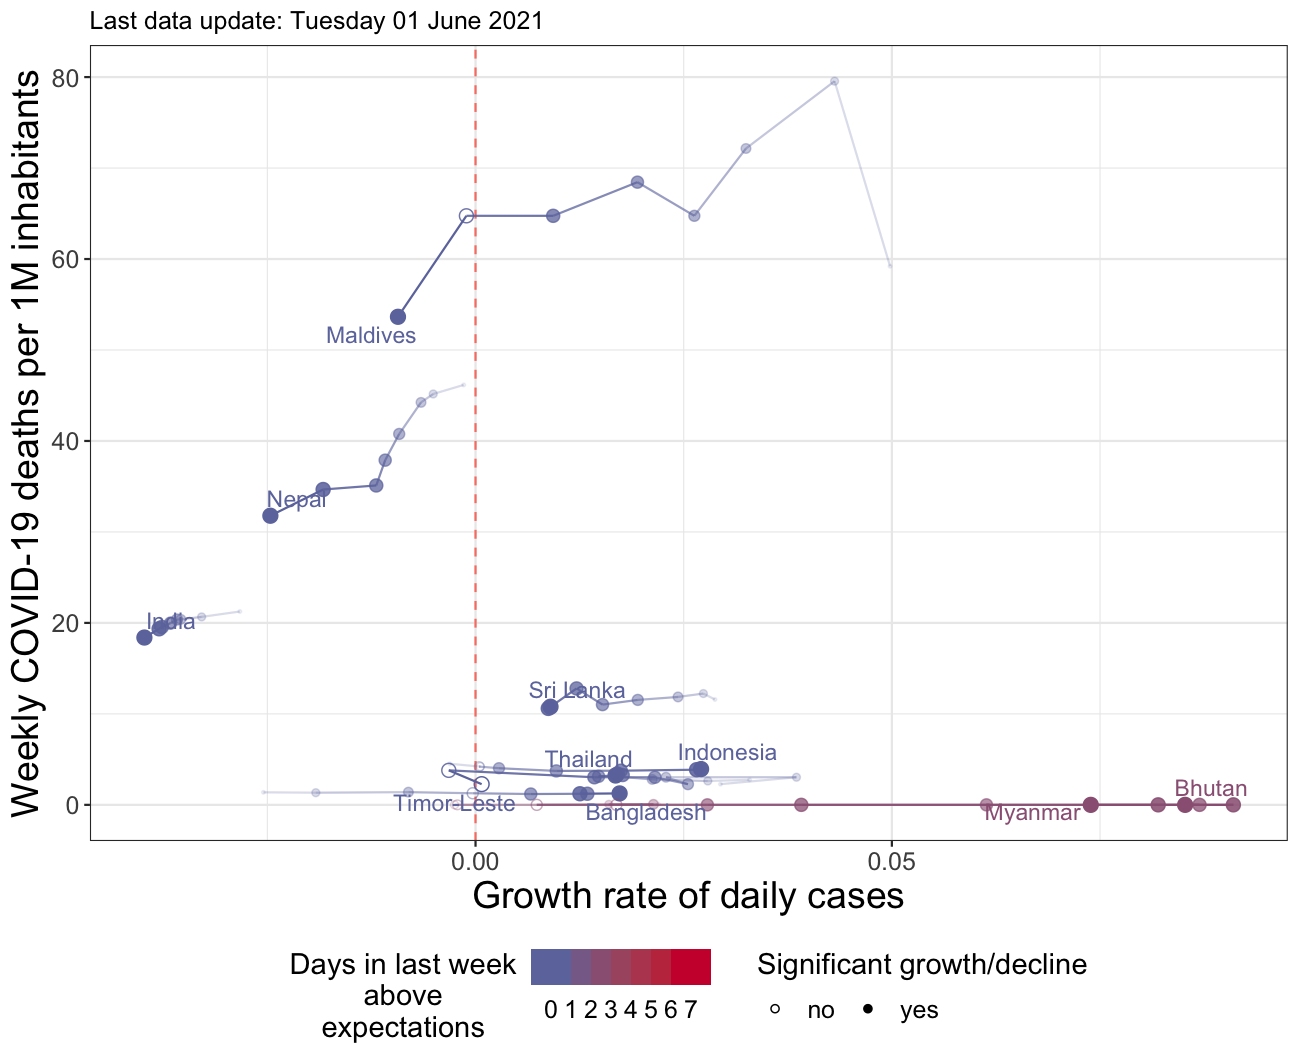 Last data update: Tuesday 01 June 2021
Weekly COVID-19 deaths per 1M inhabitants
80
60
40
20
0
Maldives
Nepal
India
Sri Lanka
Thailand
Indonesia
Timor-Leste
Bangladesh
Myanmar
Bhutan
0.00
0.05
Growth rate of daily cases
Days in last week
above
expectations
0 1 2 3 4 5 6 7
Significant growth/decline
no
yes